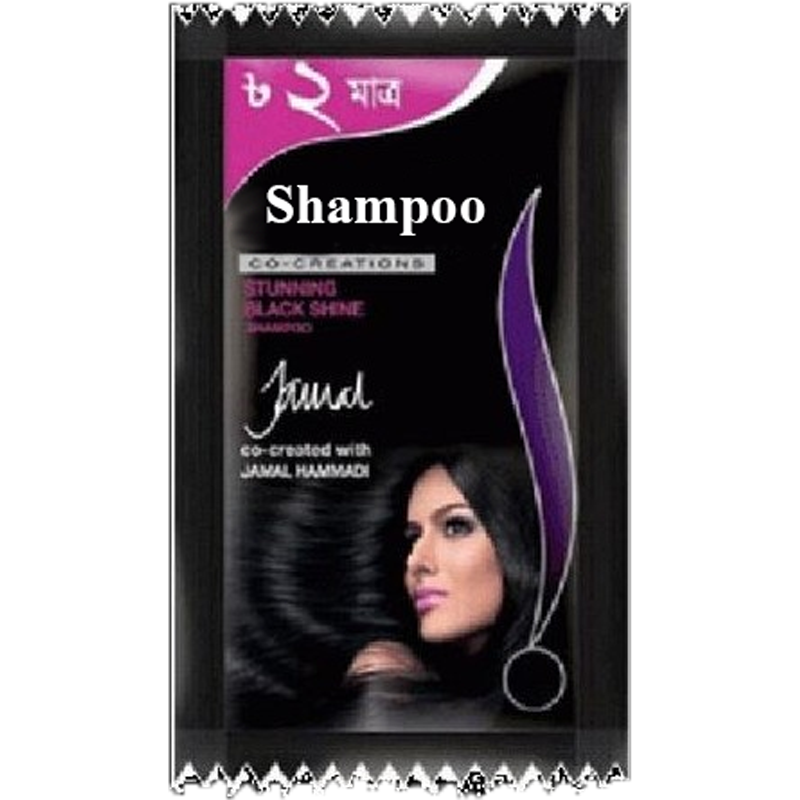 ৳ ২ মাত্র
Shampoo
CO-CREATIONS
STUNNING
BLACK SHINE
SHAMPOO
Jamal
co-created with
JAMAL HAMMADI